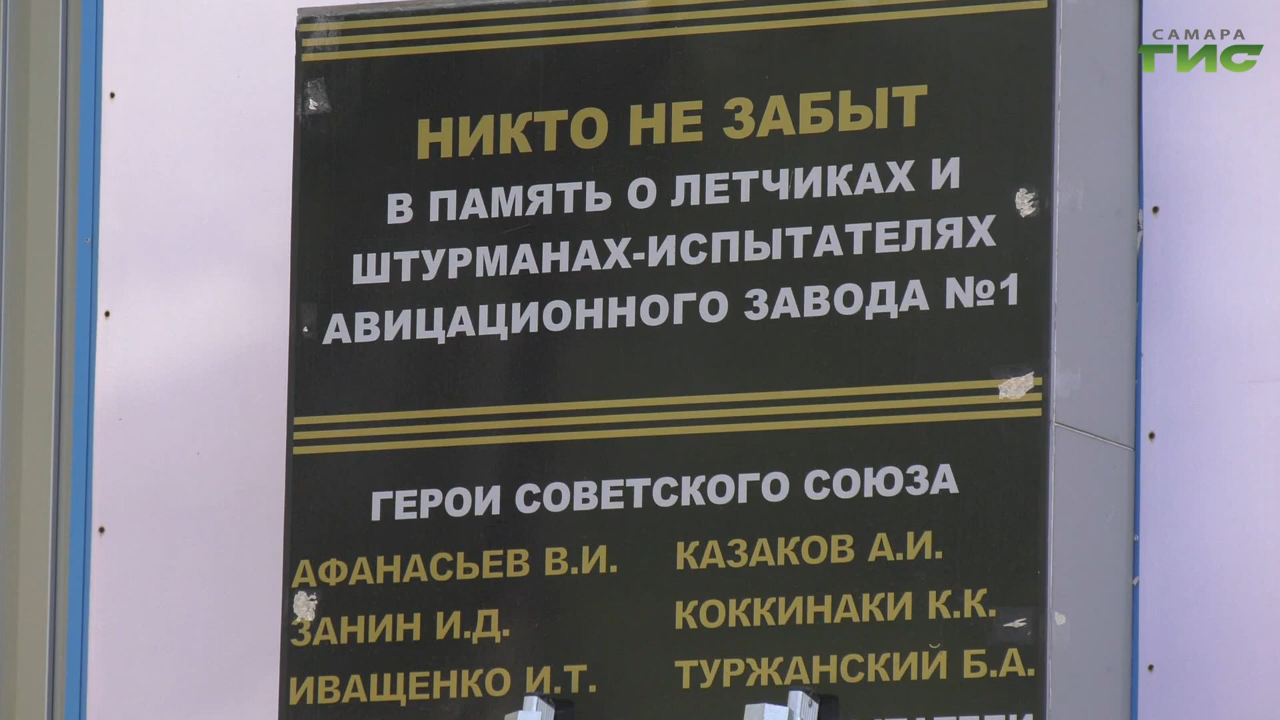 САМАРА
ГИС
НИКТО НЕ ЗАБЫТ
В ПАМЯТЬ О ЛЕТЧИКАХ И
ШТУРМАНАХ-ИСПЫТАТЕЛЯХ
АВИЦАЦИОННОГО ЗАВОДА №1
ГЕРОИ СОВЕТСКОГО СОЮЗА
АФАНАСЬЕВ В.И. КАЗАКОВ А.И.
ЗАНИН И.Д. КОККИНАКИ К.К.
ИВАЩЕНКО И.Т. ТУРЖАНСКИЙ Б.А.